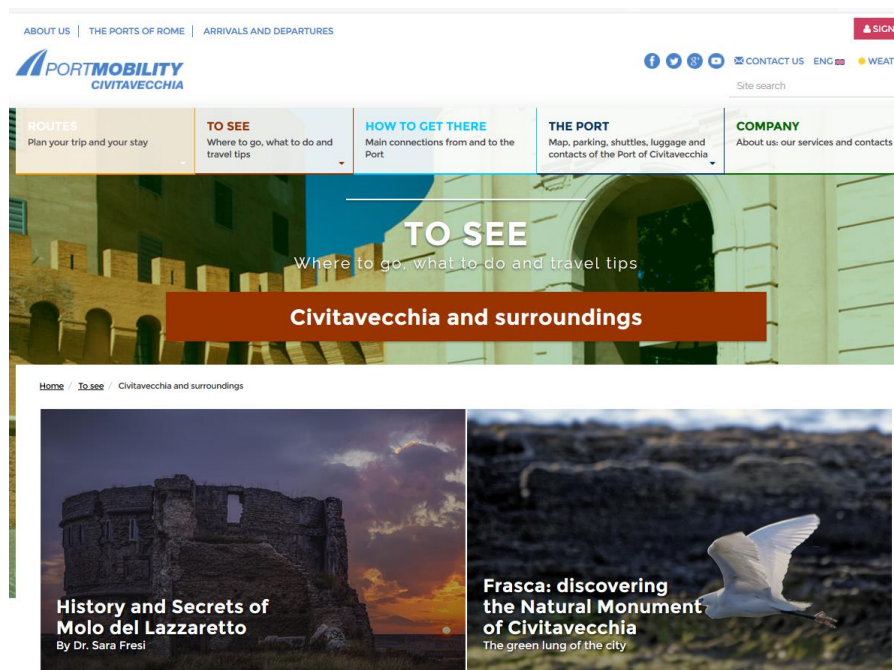 ABOUT US
THE PORTS OF ROME
ARRIVALS AND DEPARTURES
SIGN
PORTMOBILITY
CIVITAVECCHIA
CONTACT US
ENG
WEAT
Site search
ROUTES
Plan your trip and your stay
TO SEE
Where to go, what to do and
travel tips
HOW TO GET THERE
Main connections from and to the
Port
THE PORT
Map, parking, shuttles, luggage and
contacts of the Port of Civitavecchia
COMPANY
About us: our services and contacts
TO SEE
Where to go, what to do and travel tips
Civitavecchia and surroundings
Home / To see / Civitavecchia and surroundings
History and Secrets of
Molo del Lazzaretto
By Dr. Sara Fresi
Frasca: discovering
the Natural Monument
of Civitavecchia
The green lung of the city